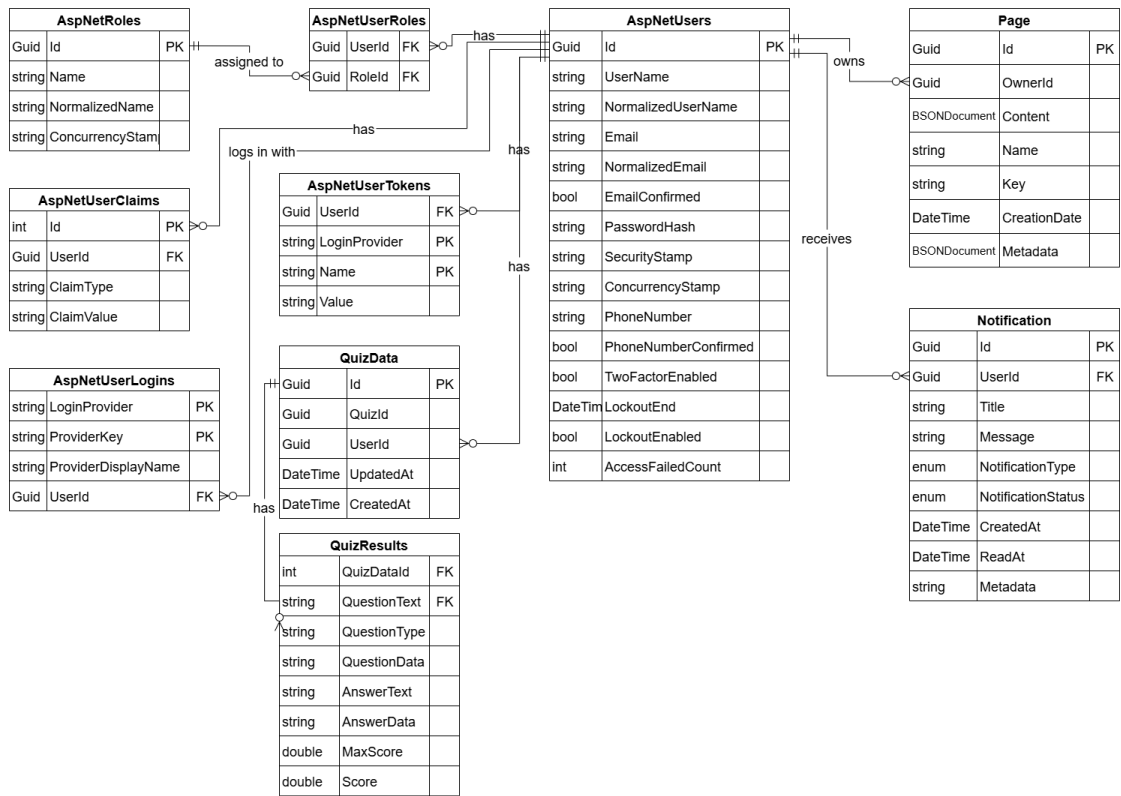 AspNetRoles
Guid Id PK
string Name
string NormalizedName
string ConcurrencyStam
AspNetUserRoles
Guid UserId FK
Guid RoleId FK
assigned to
has
AspNetUsers
Guid Id PK
string UserName
string NormalizedUserName
string Email
string NormalizedEmail
bool EmailConfirmed
string PasswordHash
string SecurityStamp
string ConcurrencyStamp
string PhoneNumber
bool PhoneNumberConfirmed
bool TwoFactorEnabled
DateTim LockoutEnd
bool LockoutEnabled
int AccessFailedCount
Page
Guid Id PK
Guid OwnerId
BSONDocument Content
string Name
string Key
DateTime CreationDate
BSONDocument Metadata
owns
receives
has
logs in with
has
has
AspNetUserClaims
int Id PK
Guid UserId FK
string ClaimType
string ClaimValue
AspNetUserTokens
Guid UserId FK
string LoginProvider PK
string Name PK
string Value
AspNetUserLogins
string LoginProvider PK
string ProviderKey PK
string ProviderDisplayName
Guid UserId FK
QuizData
Guid Id PK
Guid QuizId
Guid UserId
DateTime UpdatedAt
DateTime CreatedAt
has
QuizResults
int QuizDataId FK
string QuestionText FK
string QuestionType
string QuestionData
string AnswerText
string AnswerData
double MaxScore
double Score
Notification
Guid Id PK
Guid UserId FK
string Title
string Message
enum NotificationType
enum NotificationStatus
DateTime CreatedAt
DateTime ReadAt
string Metadata